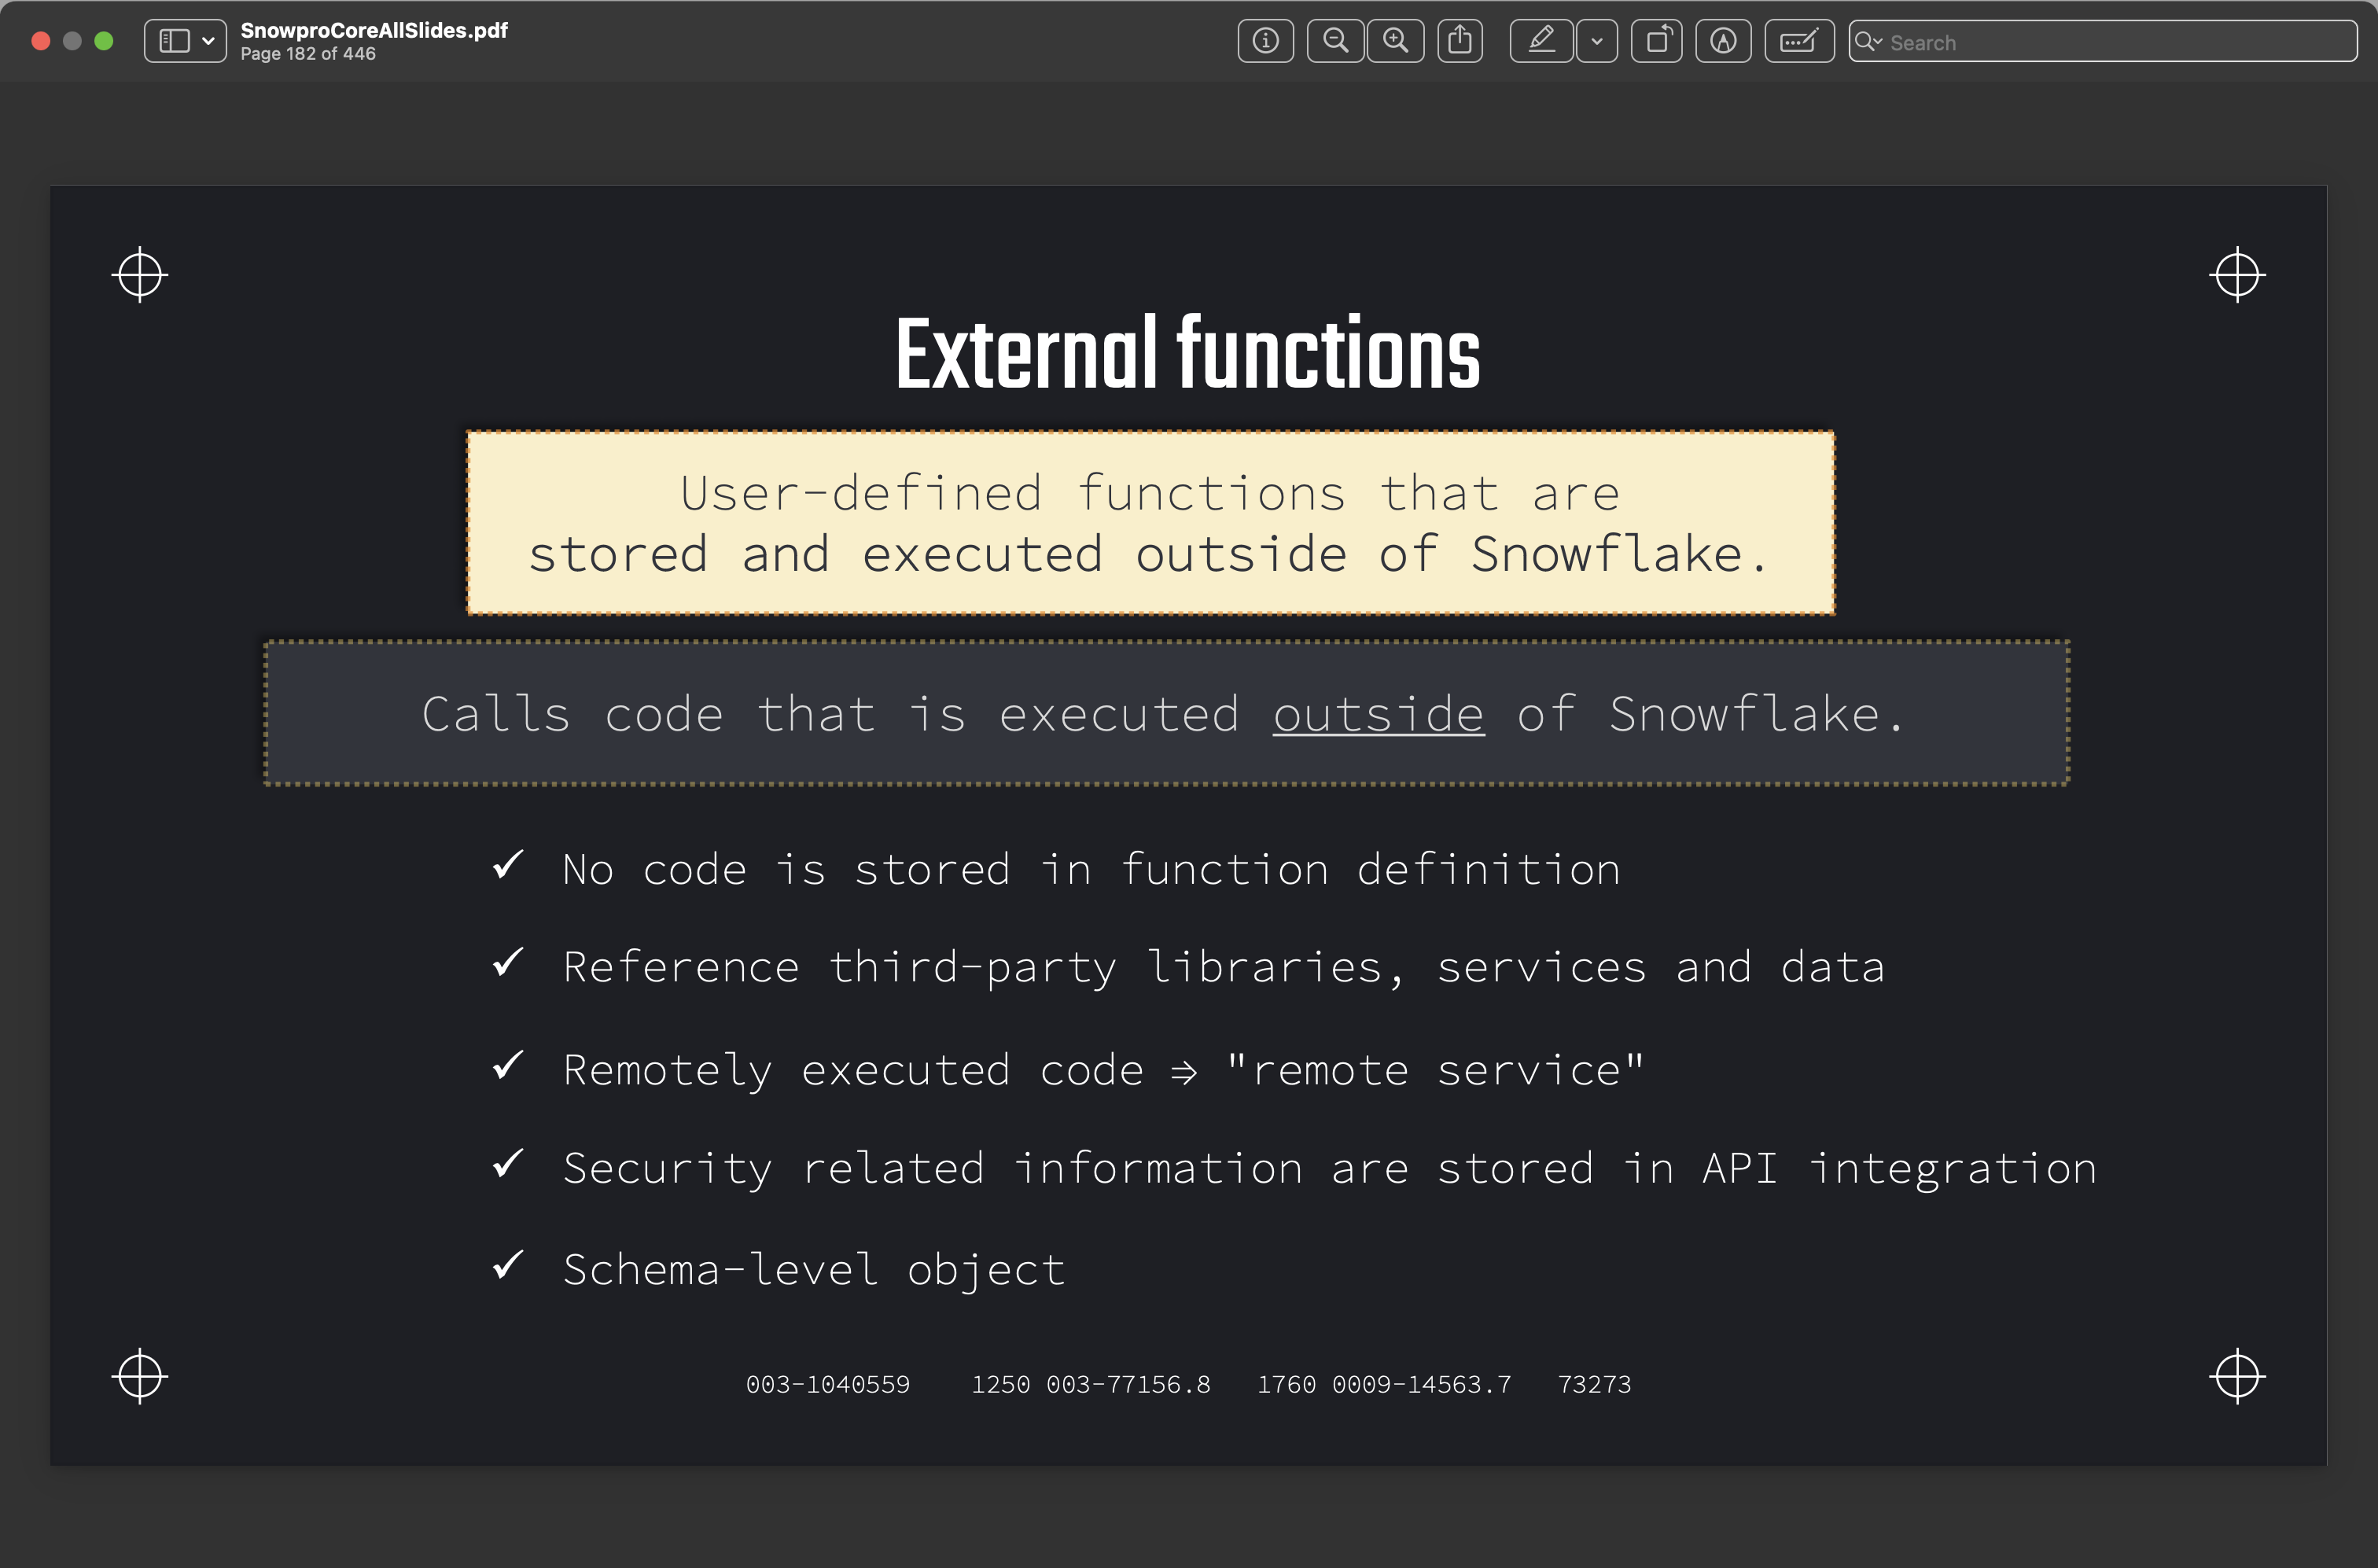 SnowproCoreAllSlides.pdf
Page 182 of 446
Search
External functions
User-defined functions that are
stored and executed outside of Snowflake.
Calls code that is executed outside of Snowflake.
✓ No code is stored in function definition
✓ Reference third-party libraries, services and data
✓ Remotely executed code ⇒ "remote service"
✓ Security related information are stored in API integration
✓ Schema-level object
003-1040559 1250 003-77156.8 1760 0009-14563.7 73273